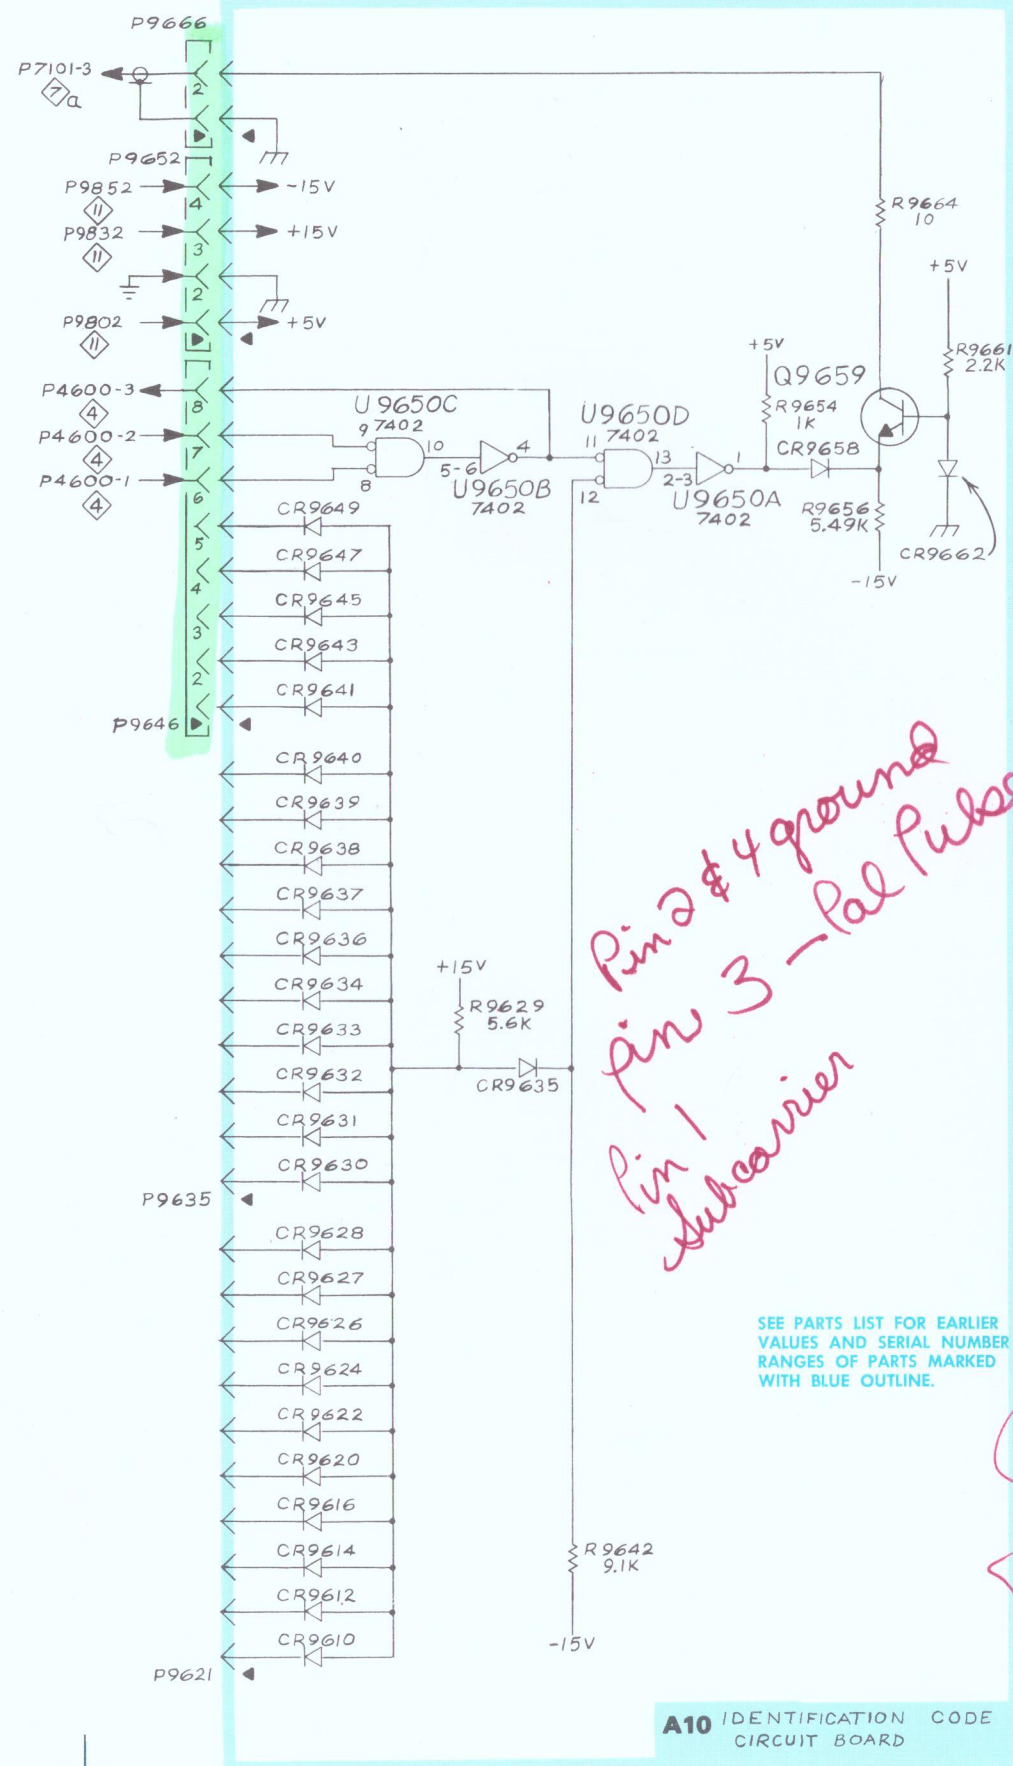 P9666
P7101-3
7 a
2
P9652
P9852
11
4
-15V
P9832
11
3
+15V
2
P9802
11
+5V
P4600-3
4
8
P4600-2
4
7
P4600-1
4
6
5
4
3
2
P9646
R9664
10
+5V
R9661
2.2K
+5V
Q9659
R9654
1K
CR9658
U9650C
7402
9
10
8
5-6
4
U9650B
7402
U9650D
7402
11
13
12
2-3
1
U9650A
7402
R9656
5.49K
-15V
CR9662
CR9649
CR9647
CR9645
CR9643
CR9641
CR9640
CR9639
CR9638
CR9637
CR9636
CR9634
CR9633
CR9632
CR9631
CR9630
P9635
+15V
R9629
5.6K
CR9635
CR9628
CR9627
CR9626
CR9624
CR9622
CR9620
CR9616
CR9614
CR9612
CR9610
P9621
R9642
9.1K
-15V
Pin 2 & 4 ground
pin 3 - Pal Pulse
Pin 1
Subcarrier
SEE PARTS LIST FOR EARLIER
VALUES AND SERIAL NUMBER
RANGES OF PARTS MARKED
WITH BLUE OUTLINE.
A10 IDENTIFICATION CODE
CIRCUIT BOARD